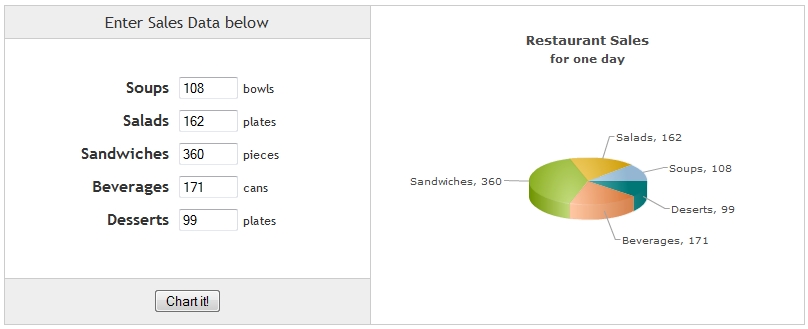 Enter Sales Data below
Soups 108 bowls
Salads 162 plates
Sandwiches 360 pieces
Beverages 171 cans
Desserts 99 plates
Chart it!
Restaurant Sales
for one day
Salads, 162
Soups, 108
Sandwiches, 360
Desserts, 99
Beverages, 171